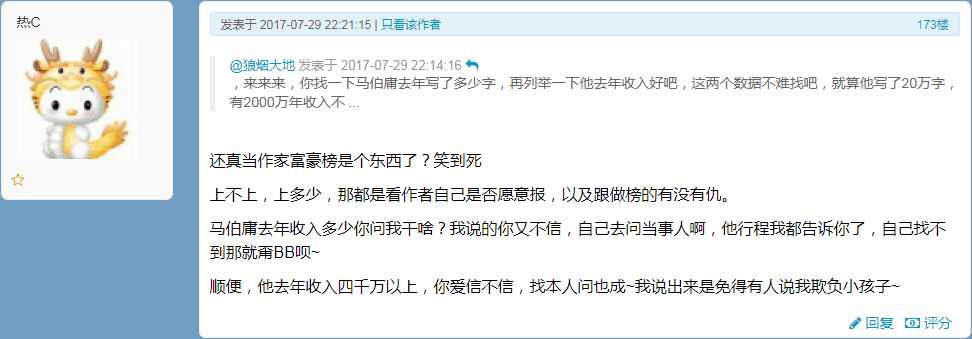 热C
发表于 2017-07-29 22:21:15 | 只看该作者
173楼
@狼烟大地 发表于 2017-07-29 22:14:16
，来来来，你找一下马伯庸去年写了多少字，再列举一下他去年收入好吧，这两个数据不难找吧，就算他写了20万字，
有2000万年收入不 ...
还真当作家富豪榜是个东西了？笑到死
上不上，上多少，那都是看作者自己是否愿意报，以及跟做榜的有没有仇。
马伯庸去年收入多少你问我干啥？我说的你又不信，自己去问当事人啊，他行程我都告诉你了，自己找不
到那就甭BB呗~
顺便，他去年收入四千万以上，你爱信不信，找本人问也成~我说出来是免得有人说我欺负小孩子~
回复 评分